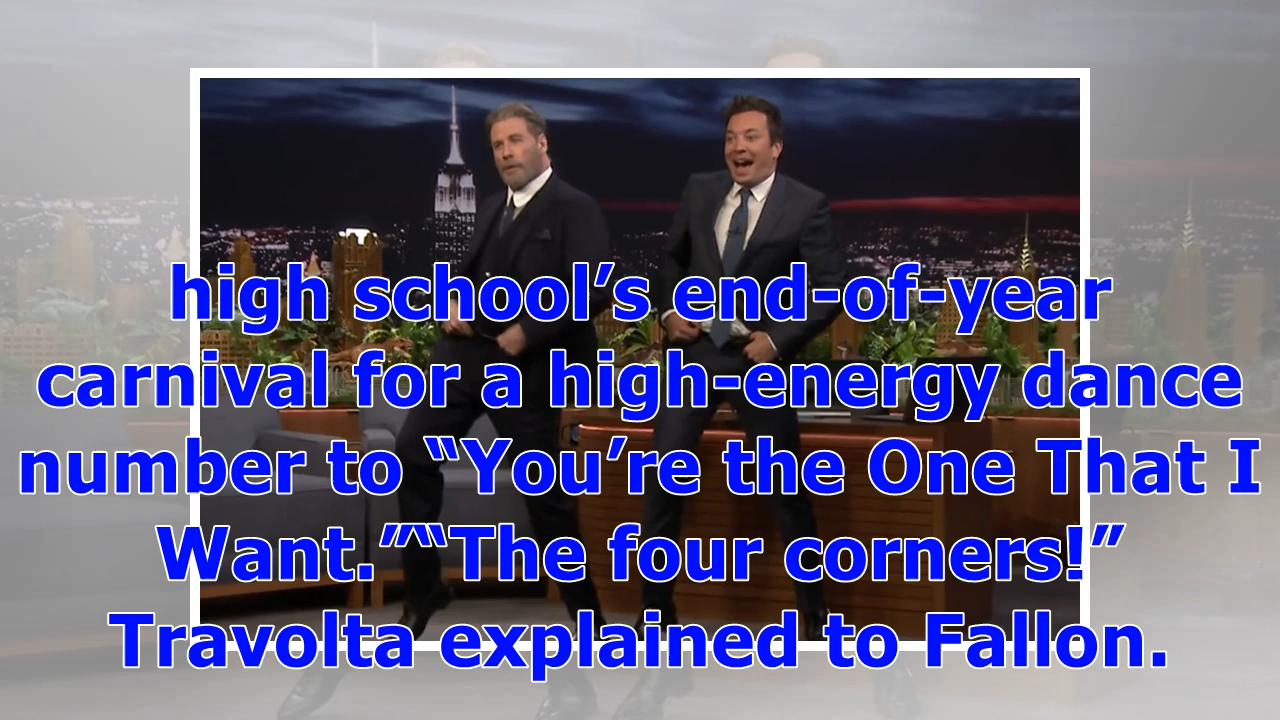 high school’s end-of-year
carnival for a high-energy dance
number to “You’re the One That I
Want.”“The four corners!”
Travolta explained to Fallon.